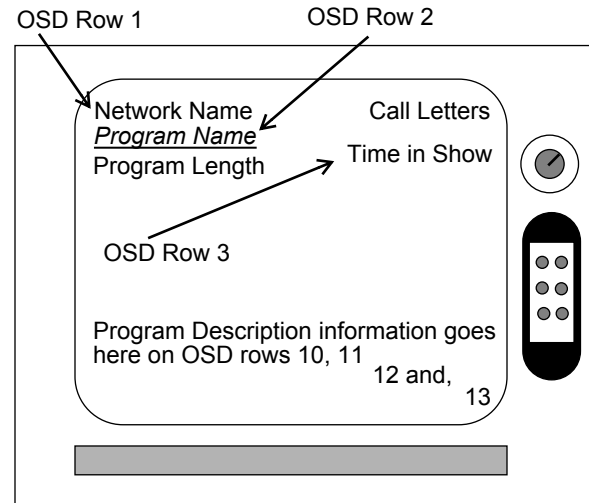 OSD Row 1
OSD Row 2
Network Name
Call Letters
Program Name
Program Length
Time in Show
OSD Row 3
Program Description information goes
here on OSD rows 10, 11
12 and,
13